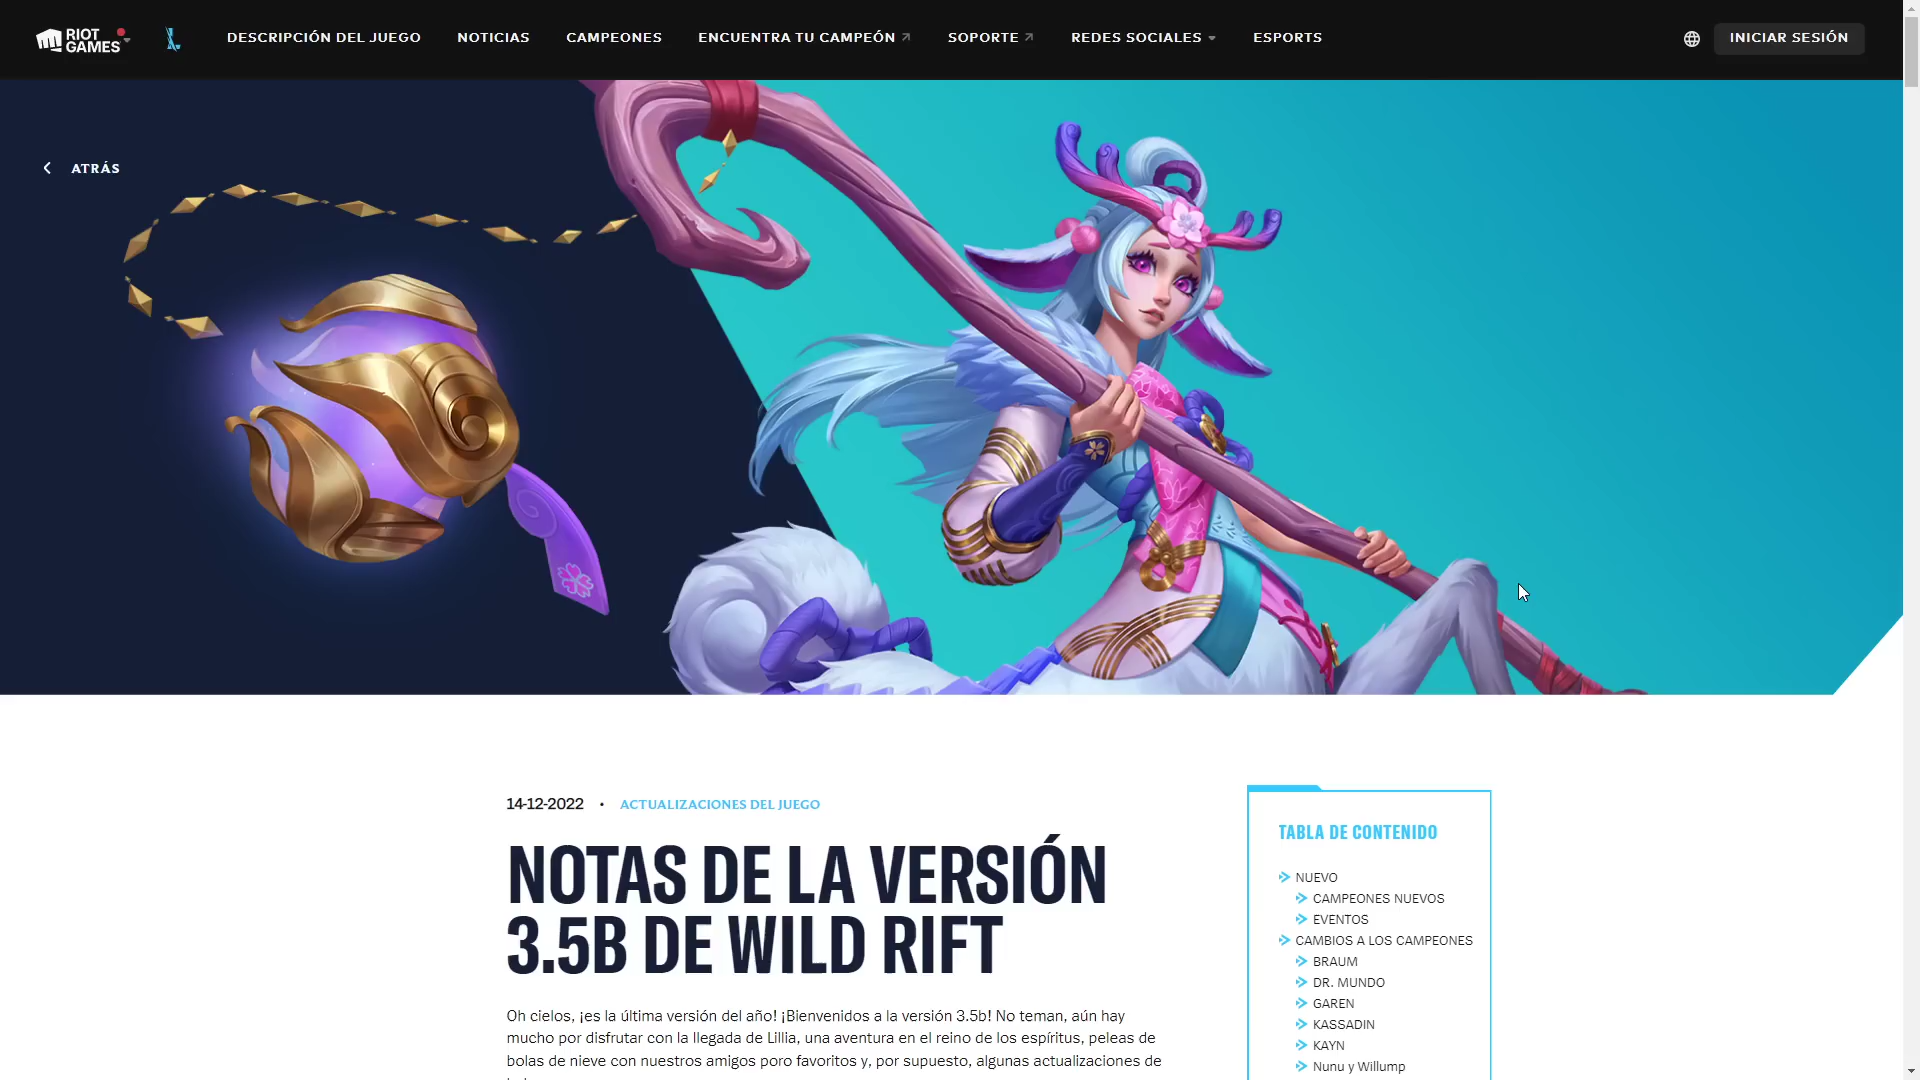 RIOT GAMES
DESCRIPCIÓN DEL JUEGO NOTICIAS CAMPEONES ENCUENTRA TU CAMPEÓN SOPORTE REDES SOCIALES ESPORTS INICIAR SESIÓN
ATRÁS
14-12-2022 • ACTUALIZACIONES DEL JUEGO
NOTAS DE LA VERSIÓN
3.5B DE WILD RIFT
Oh cielos, ¡es la última versión del año! ¡Bienvenidos a la versión 3.5b! No teman, aún hay
mucho por disfrutar con la llegada de Lillia, una aventura en el reino de los espíritus, peleas de
bolas de nieve con nuestros amigos poro favoritos y, por supuesto, algunas actualizaciones de
TABLA DE CONTENIDO
NUEVO
CAMPEONES NUEVOS
EVENTOS
CAMBIOS A LOS CAMPEONES
BRAUM
DR. MUNDO
GAREN
KASSADIN
KAYN
Nunu y Willump